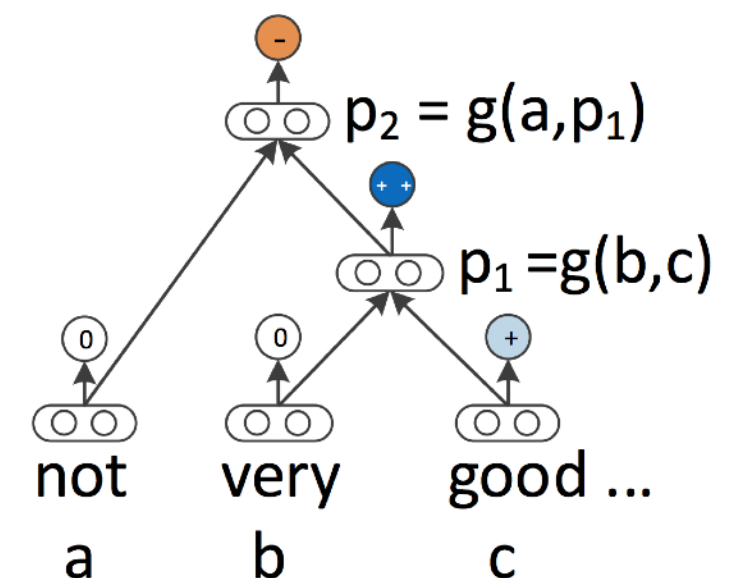 -
p₂ = g(a,p₁)
+ +
p₁ =g(b,c)
0 0 +
not very good ...
a b c